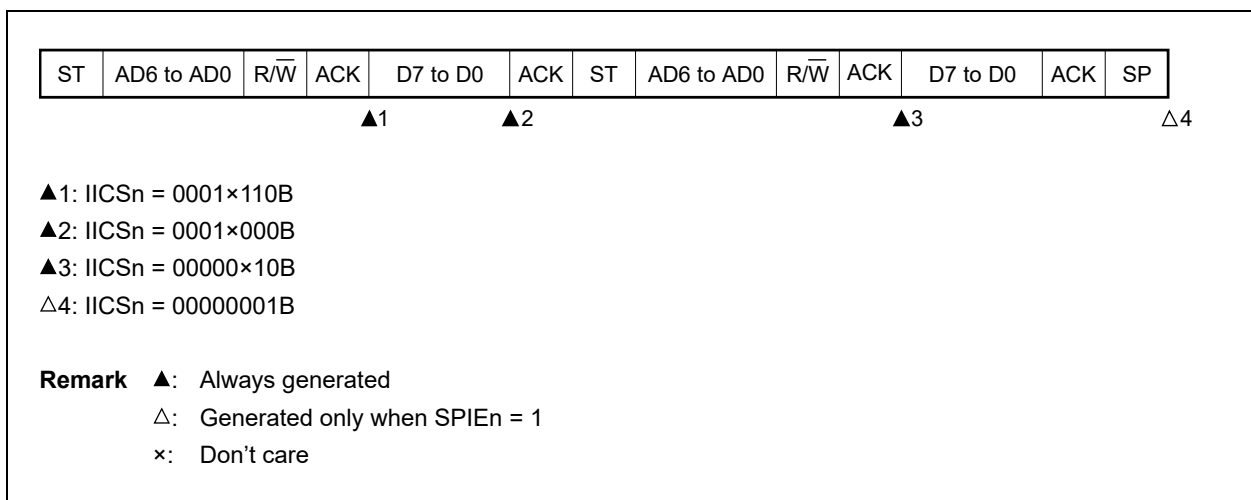 ST AD6 to AD0 R/W̅ ACK D7 to D0 ACK ST AD6 to AD0 R/W̅ ACK D7 to D0 ACK SP
▲1 ▲2 ▲3 △4
▲1: IICSn = 0001×110B
▲2: IICSn = 0001×000B
▲3: IICSn = 00000×10B
△4: IICSn = 00000001B
Remark ▲: Always generated
△: Generated only when SPIEn = 1
×: Don't care